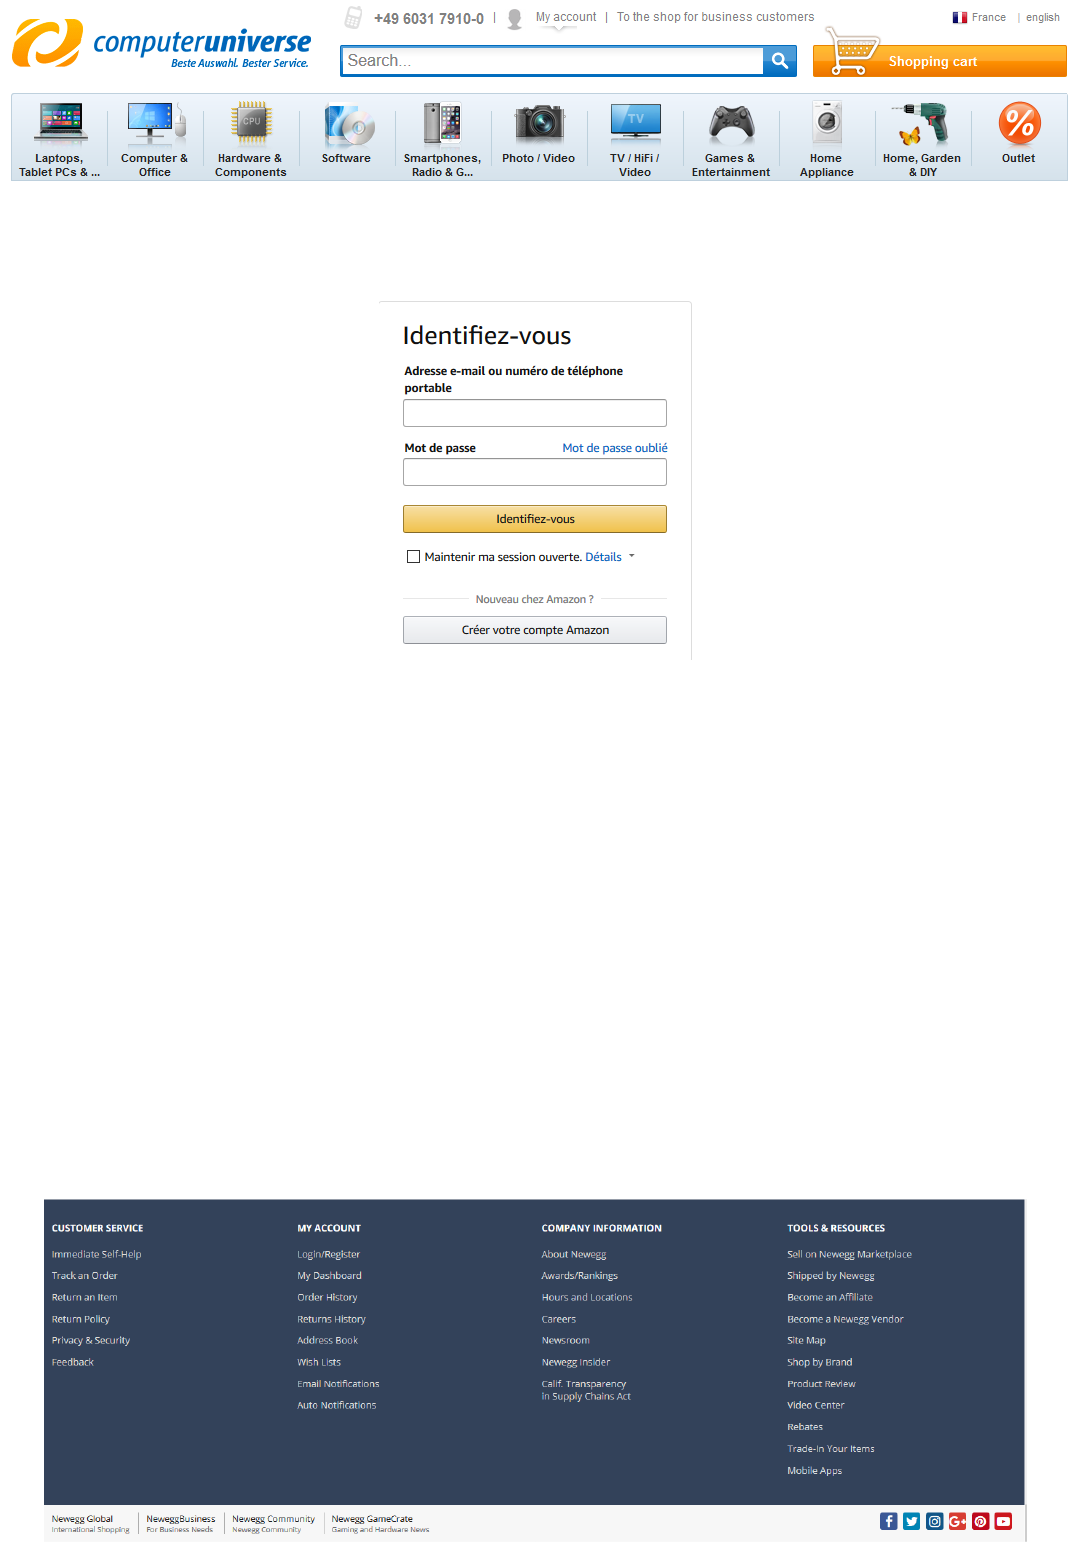 +49 6031 7910-0 | My account | To the shop for business customers
France | english
computeruniverse
Beste Auswahl. Bester Service.
Search...
Shopping cart
CPU
TV
%
Laptops,
Tablet PCs & ...
Computer &
Office
Hardware &
Components
Software
Smartphones,
Radio & G...
Photo / Video
TV / HiFi /
Video
Games &
Entertainment
Home
Appliance
Home, Garden
& DIY
Outlet
Identifiez-vous
Adresse e-mail ou numéro de téléphone
portable
Mot de passe Mot de passe oublié
Identifiez-vous
Maintenir ma session ouverte. Détails
Nouveau chez Amazon ?
Créer votre compte Amazon
CUSTOMER SERVICE
Immediate Self-Help
Track an Order
Return an Item
Return Policy
Privacy & Security
Feedback
MY ACCOUNT
Login/Register
My Dashboard
Order History
Returns History
Address Book
Wish Lists
Email Notifications
Auto Notifications
COMPANY INFORMATION
About Newegg
Awards/Rankings
Hours and Locations
Careers
Newsroom
Newegg Insider
Calif. Transparency
in Supply Chains Act
TOOLS & RESOURCES
Sell on Newegg Marketplace
Shipped by Newegg
Become an Affiliate
Become a Newegg Vendor
Site Map
Shop by Brand
Product Review
Video Center
Rebates
Trade-In Your Items
Mobile Apps
Newegg Global
International Shopping
NeweggBusiness
For Business Needs
Newegg Community
Newegg Community
Newegg GameCrate
Gaming and Hardware News